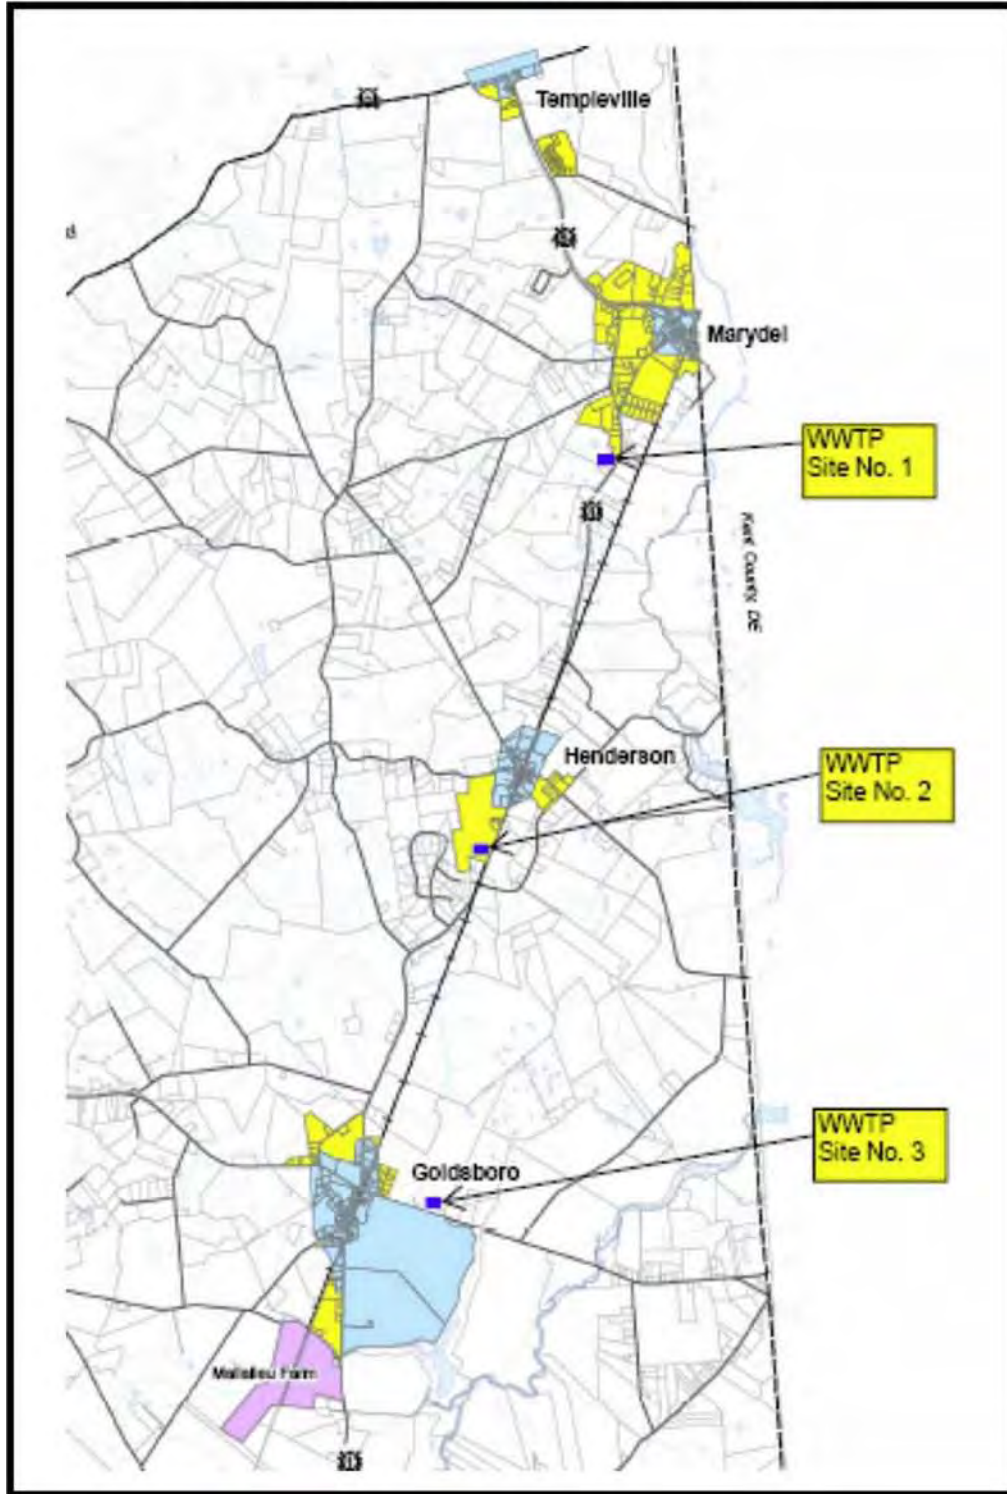 Templeville
Marydel
WWTP
Site No. 1
Kent County, DE
Henderson
WWTP
Site No. 2
WWTP
Site No. 3
Goldsboro
Mallalieu Farm